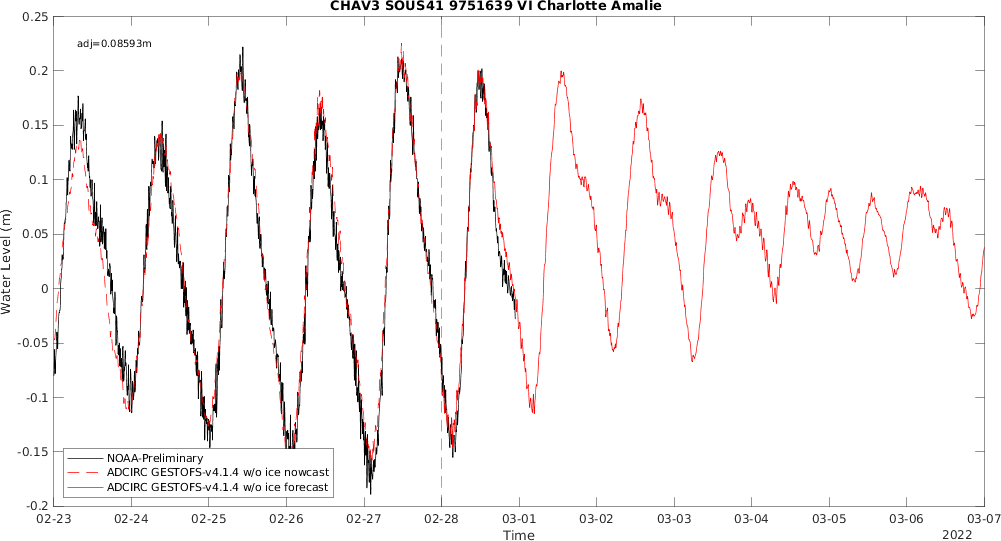 CHAV3 SOUS41 9751639 VI Charlotte Amalie
0.25
adj=0.08593m
0.2
0.15
0.1
0.05
0
-0.05
-0.1
-0.15
-0.2
Water Level (m)
NOAA-Preliminary
ADCIRC GESTOFS-v4.1.4 w/o ice nowcast
ADCIRC GESTOFS-v4.1.4 w/o ice forecast
02-23 02-24 02-25 02-26 02-27 02-28 03-01 03-02 03-03 03-04 03-05 03-06 03-07
Time
2022